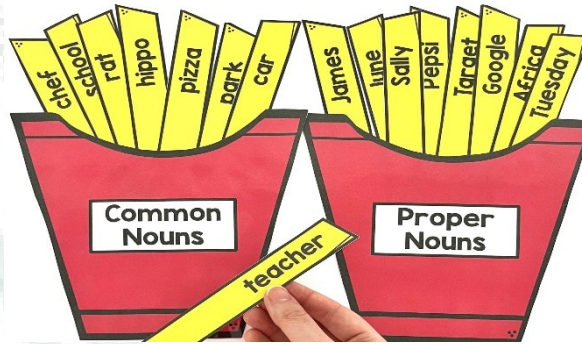 chef
school
rat
hippo
pizza
park
car
James
June
Sally
Pepsi
Target
Google
Africa
Tuesday
Common
Nouns
Proper
Nouns
teacher